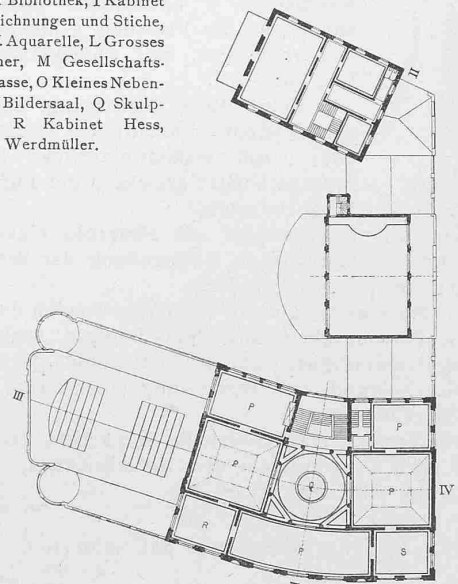 Bibliothek, I Kabinet
ichnungen und Stiche,
Aquarelle, L Grosses
er, M Gesellschafts-
asse, O Kleines Neben-
Bildersaal, Q Skulp-
R Kabinet Hess,
Werdmüller.
II
III
P
P
P
P
Q
IV
R
P
S